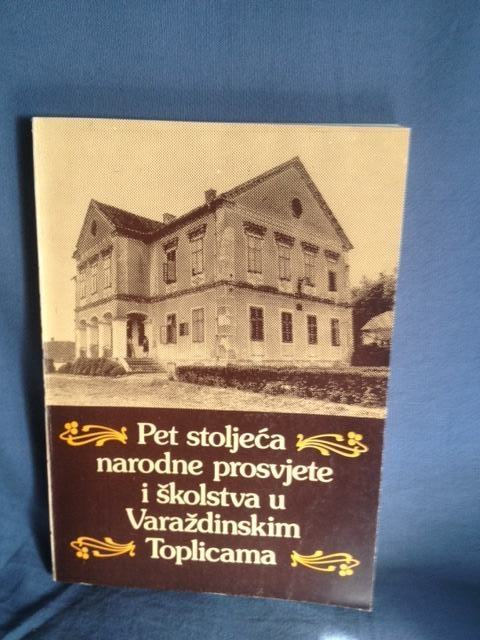 Pet stoljeća
narodne prosvjete
i školstva u
Varaždinskim
Toplicama